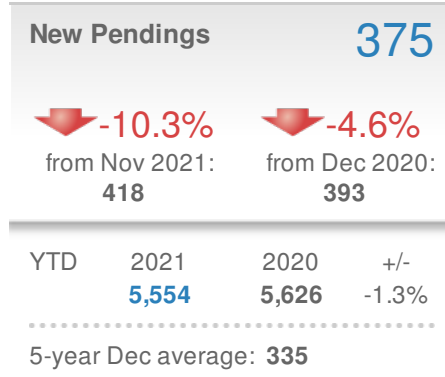 New Pendings 375
-10.3% -4.6%
from Nov 2021: from Dec 2020:
418 393
YTD 2021 2020 +/-
5,554 5,626 -1.3%
5-year Dec average: 335